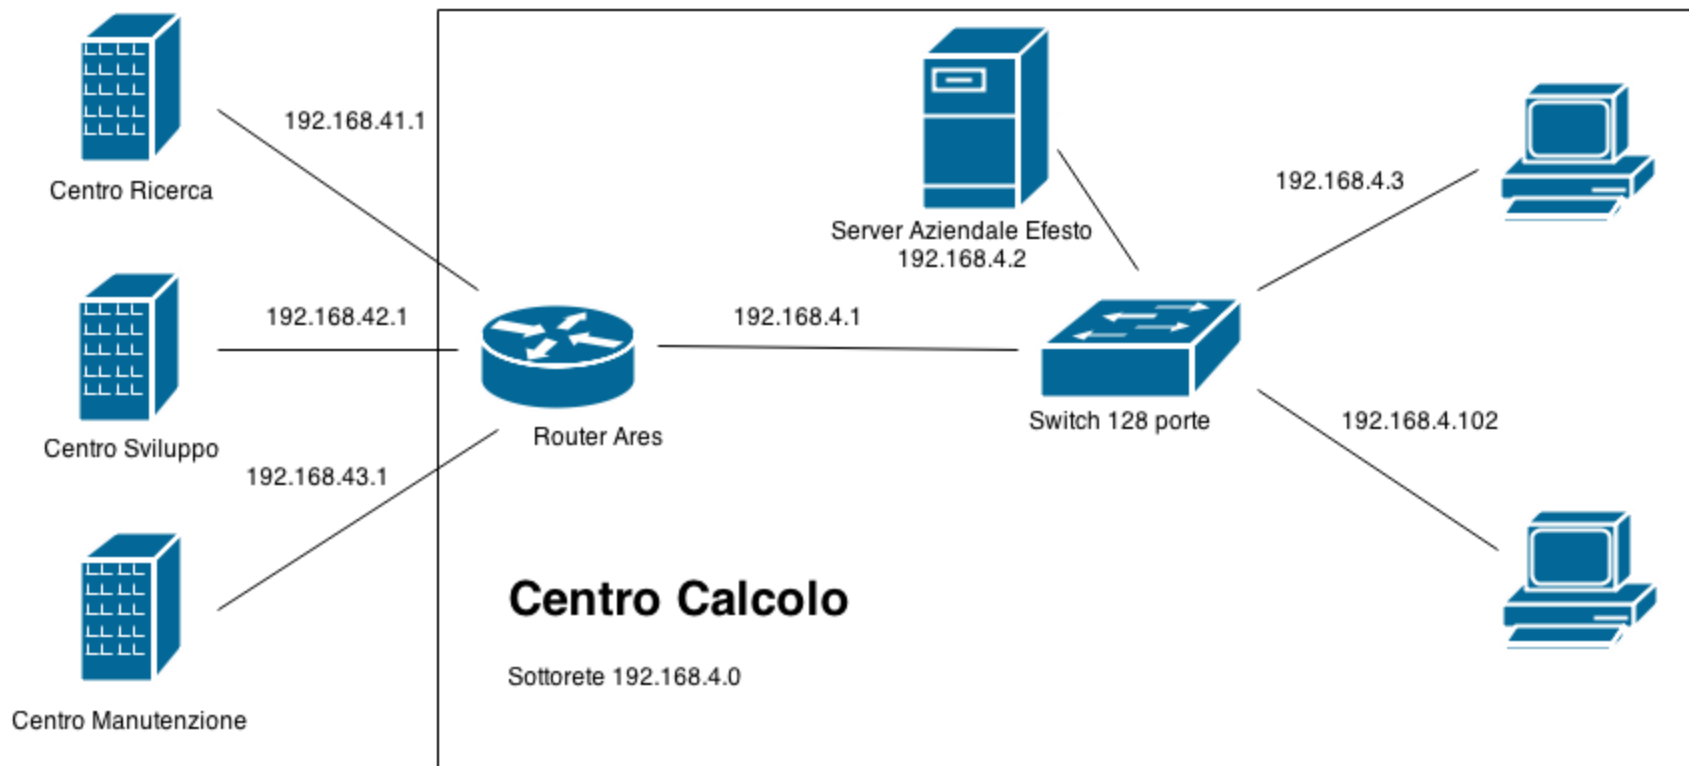 Centro Ricerca
192.168.41.1
Centro Sviluppo
192.168.42.1
Centro Manutenzione
192.168.43.1
Router Ares
192.168.4.1
Server Aziendale Efesto
192.168.4.2
Switch 128 porte
192.168.4.3
192.168.4.102
Centro Calcolo
Sottorete 192.168.4.0